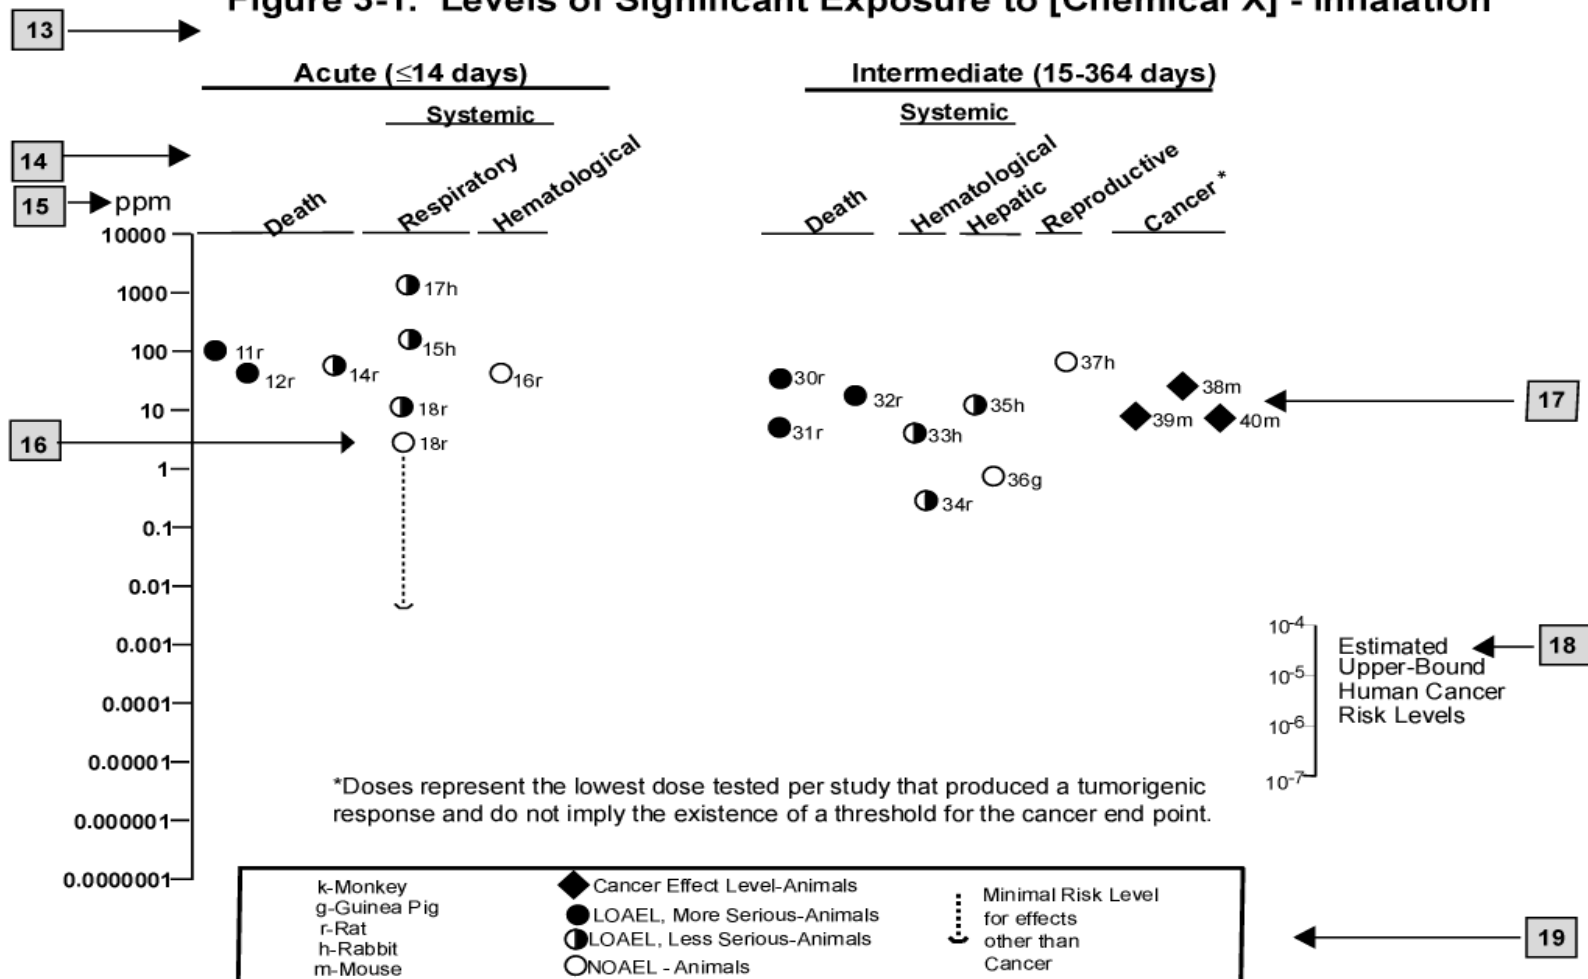 Figure 3-1. Levels of Significant Exposure to [Chemical X] - Inhalation
13
Acute (≤14 days)
Intermediate (15-364 days)
Systemic
Systemic
14
15
ppm
Death
Respiratory
Hematological
Death
Hematological
Hepatic
Reproductive
Cancer*
10000
1000
100
10
1
0.1
0.01
0.001
0.0001
0.00001
0.000001
0.0000001
17h
15h
11r
12r
14r
16r
18r
18r
16
30r
32r
31r
33h
34r
35h
36g
37h
38m
39m
40m
17
10-4
10-5
10-6
10-7
Estimated
Upper-Bound
Human Cancer
Risk Levels
18
*Doses represent the lowest dose tested per study that produced a tumorigenic
response and do not imply the existence of a threshold for the cancer end point.
k-Monkey
g-Guinea Pig
r-Rat
h-Rabbit
m-Mouse
Cancer Effect Level-Animals
LOAEL, More Serious-Animals
LOAEL, Less Serious-Animals
NOAEL - Animals
Minimal Risk Level
for effects
other than
Cancer
19